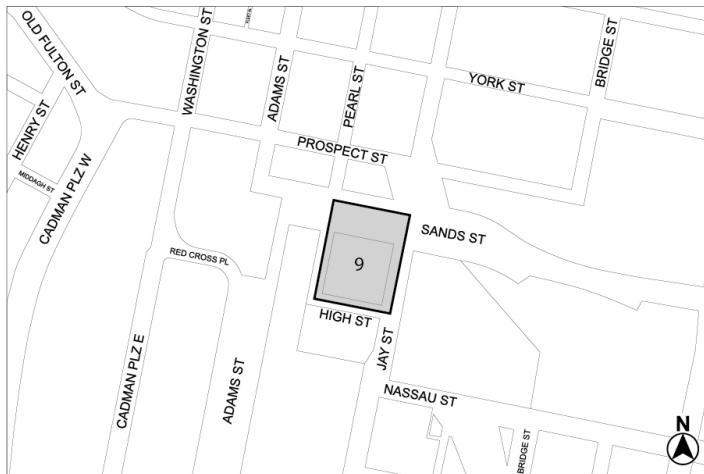 OLD FULTON ST
WASHINGTON ST
ADAMS ST
PEARL ST
YORK ST
BRIDGE ST
HENRY ST
MIDDAGH ST
CADMAN PLZ W
PROSPECT ST
SANDS ST
RED CROSS PL
9
HIGH ST
JAY ST
CADMAN PLZ E
ADAMS ST
NASSAU ST
BRIDGE ST
N